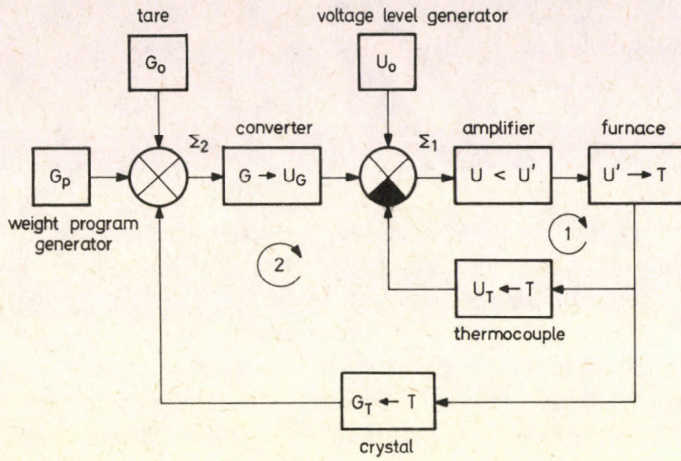 tare
voltage level generator
G₀
U₀
Σ₂
converter
Σ₁
amplifier
furnace
Gₚ
G → U_G
U < U'
U' → T
weight program
generator
2
1
U_T ← T
thermocouple
G_T ← T
crystal